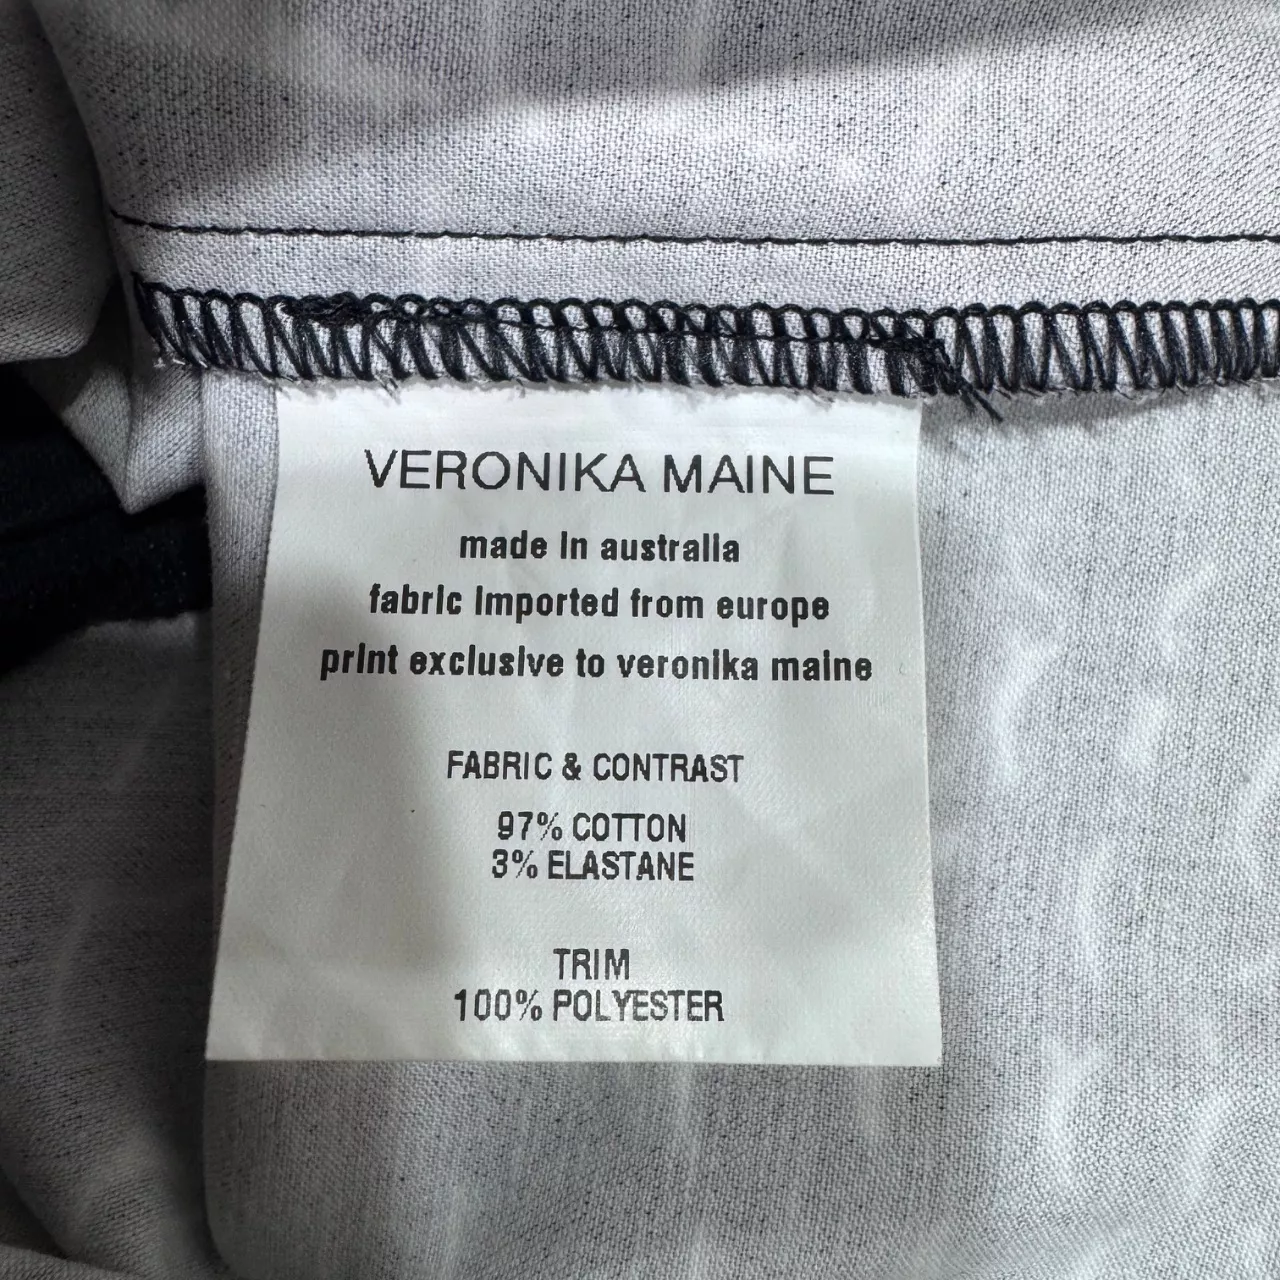 VERONIKA MAINE
made in australia
fabric imported from europe
print exclusive to veronika maine
FABRIC & CONTRAST
97% COTTON
3% ELASTANE
TRIM
100% POLYESTER